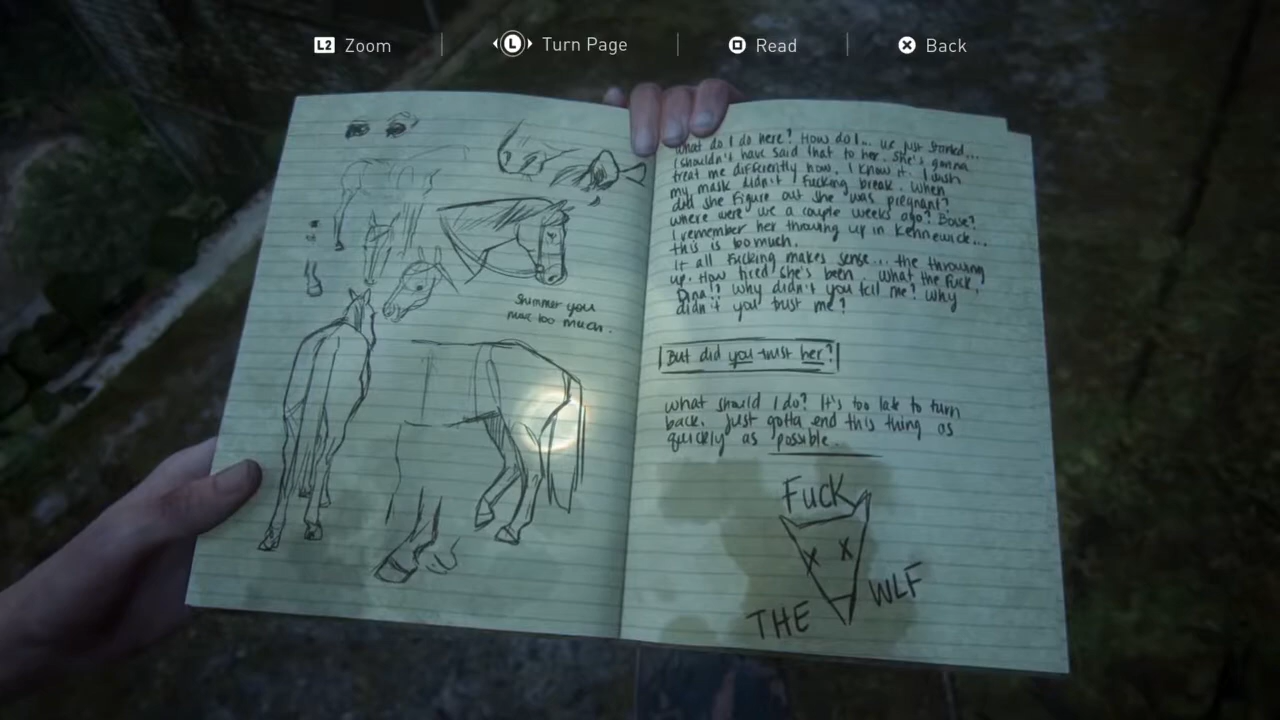 L2 Zoom
L Turn Page
Read
Back
Shimmer you
move too much.
What do I do here? How do I... we just started...
I shouldn't have said that to her. She's gonna
treat me differently now, I know it. I wish
my mask didn't fucking break. When
did she figure out she was pregnant?
Where were we a couple weeks ago? Boise?
I remember her throwing up in Kennewick...
this is too much.
It all fucking makes sense... the throwing
up. How tired she's been... what the fuck,
Dina!? Why didn't you tell me? Why
didn't you trust me?
But did you trust her?
What should I do? It's too late to turn
back. Just gotta end this thing as
quickly as possible.
Fuck
THE
WLF